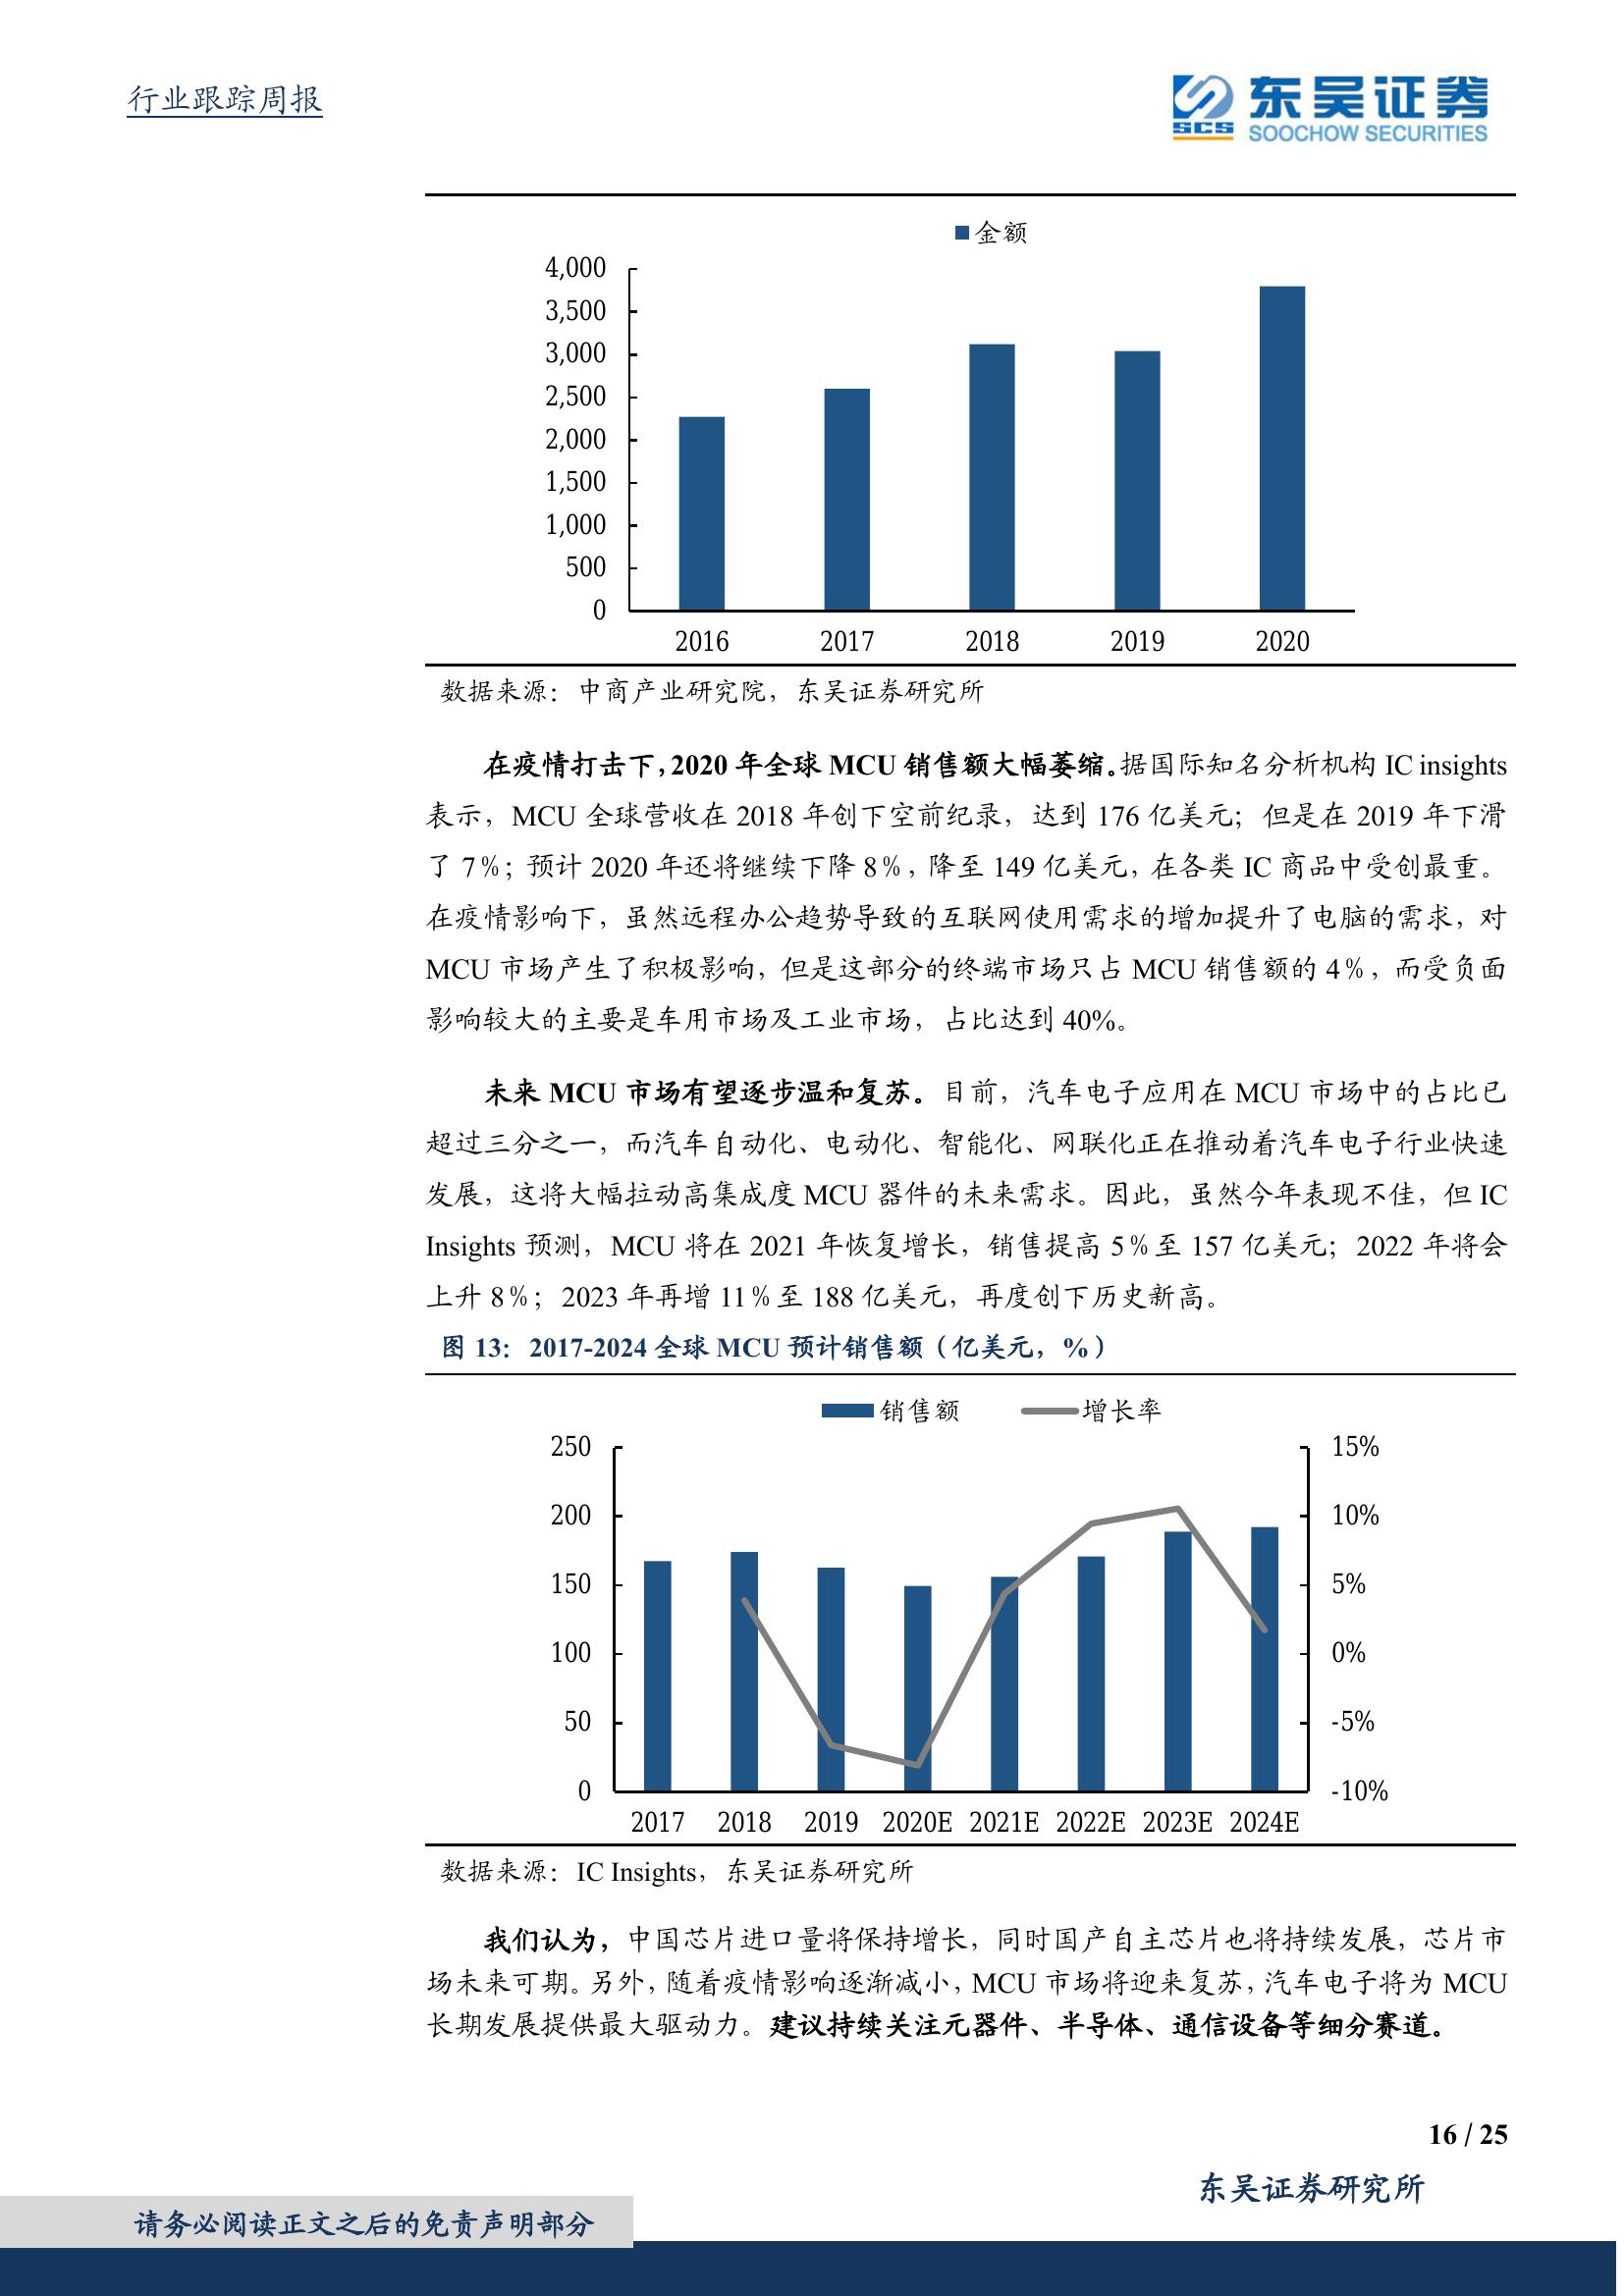 行业跟踪周报
东吴证券
SCS
SOOCHOW SECURITIES
金额
4,000
3,500
3,000
2,500
2,000
1,500
1,000
500
0
2016 2017 2018 2019 2020
数据来源：中商产业研究院，东吴证券研究所
在疫情打击下，2020 年全球 MCU 销售额大幅萎缩。据国际知名分析机构 IC insights
表示，MCU 全球营收在 2018 年创下空前纪录，达到 176 亿美元；但是在 2019 年下滑
了 7%；预计 2020 年还将继续下降 8%，降至 149 亿美元，在各类 IC 商品中受创最重。
在疫情影响下，虽然远程办公趋势导致的互联网使用需求的增加提升了电脑的需求，对
MCU 市场产生了积极影响，但是这部分的终端市场只占 MCU 销售额的 4%，而受负面
影响较大的主要是车用市场及工业市场，占比达到 40%。
未来 MCU 市场有望逐步温和复苏。目前，汽车电子应用在 MCU 市场中的占比已
超过三分之一，而汽车自动化、电动化、智能化、网联化正在推动着汽车电子行业快速
发展，这将大幅拉动高集成度 MCU 器件的未来需求。因此，虽然今年表现不佳，但 IC
Insights 预测，MCU 将在 2021 年恢复增长，销售提高 5%至 157 亿美元；2022 年将会
上升 8%；2023 年再增 11%至 188 亿美元，再度创下历史新高。
图 13：2017-2024 全球 MCU 预计销售额（亿美元，%）
销售额 增长率
250 15%
200 10%
150 5%
100 0%
50 -5%
0 -10%
2017 2018 2019 2020E 2021E 2022E 2023E 2024E
数据来源：IC Insights，东吴证券研究所
我们认为，中国芯片进口量将保持增长，同时国产自主芯片也将持续发展，芯片市
场未来可期。另外，随着疫情影响逐渐减小，MCU 市场将迎来复苏，汽车电子将为 MCU
长期发展提供最大驱动力。建议持续关注元器件、半导体、通信设备等细分赛道。
16 / 25
东吴证券研究所
请务必阅读正文之后的免责声明部分